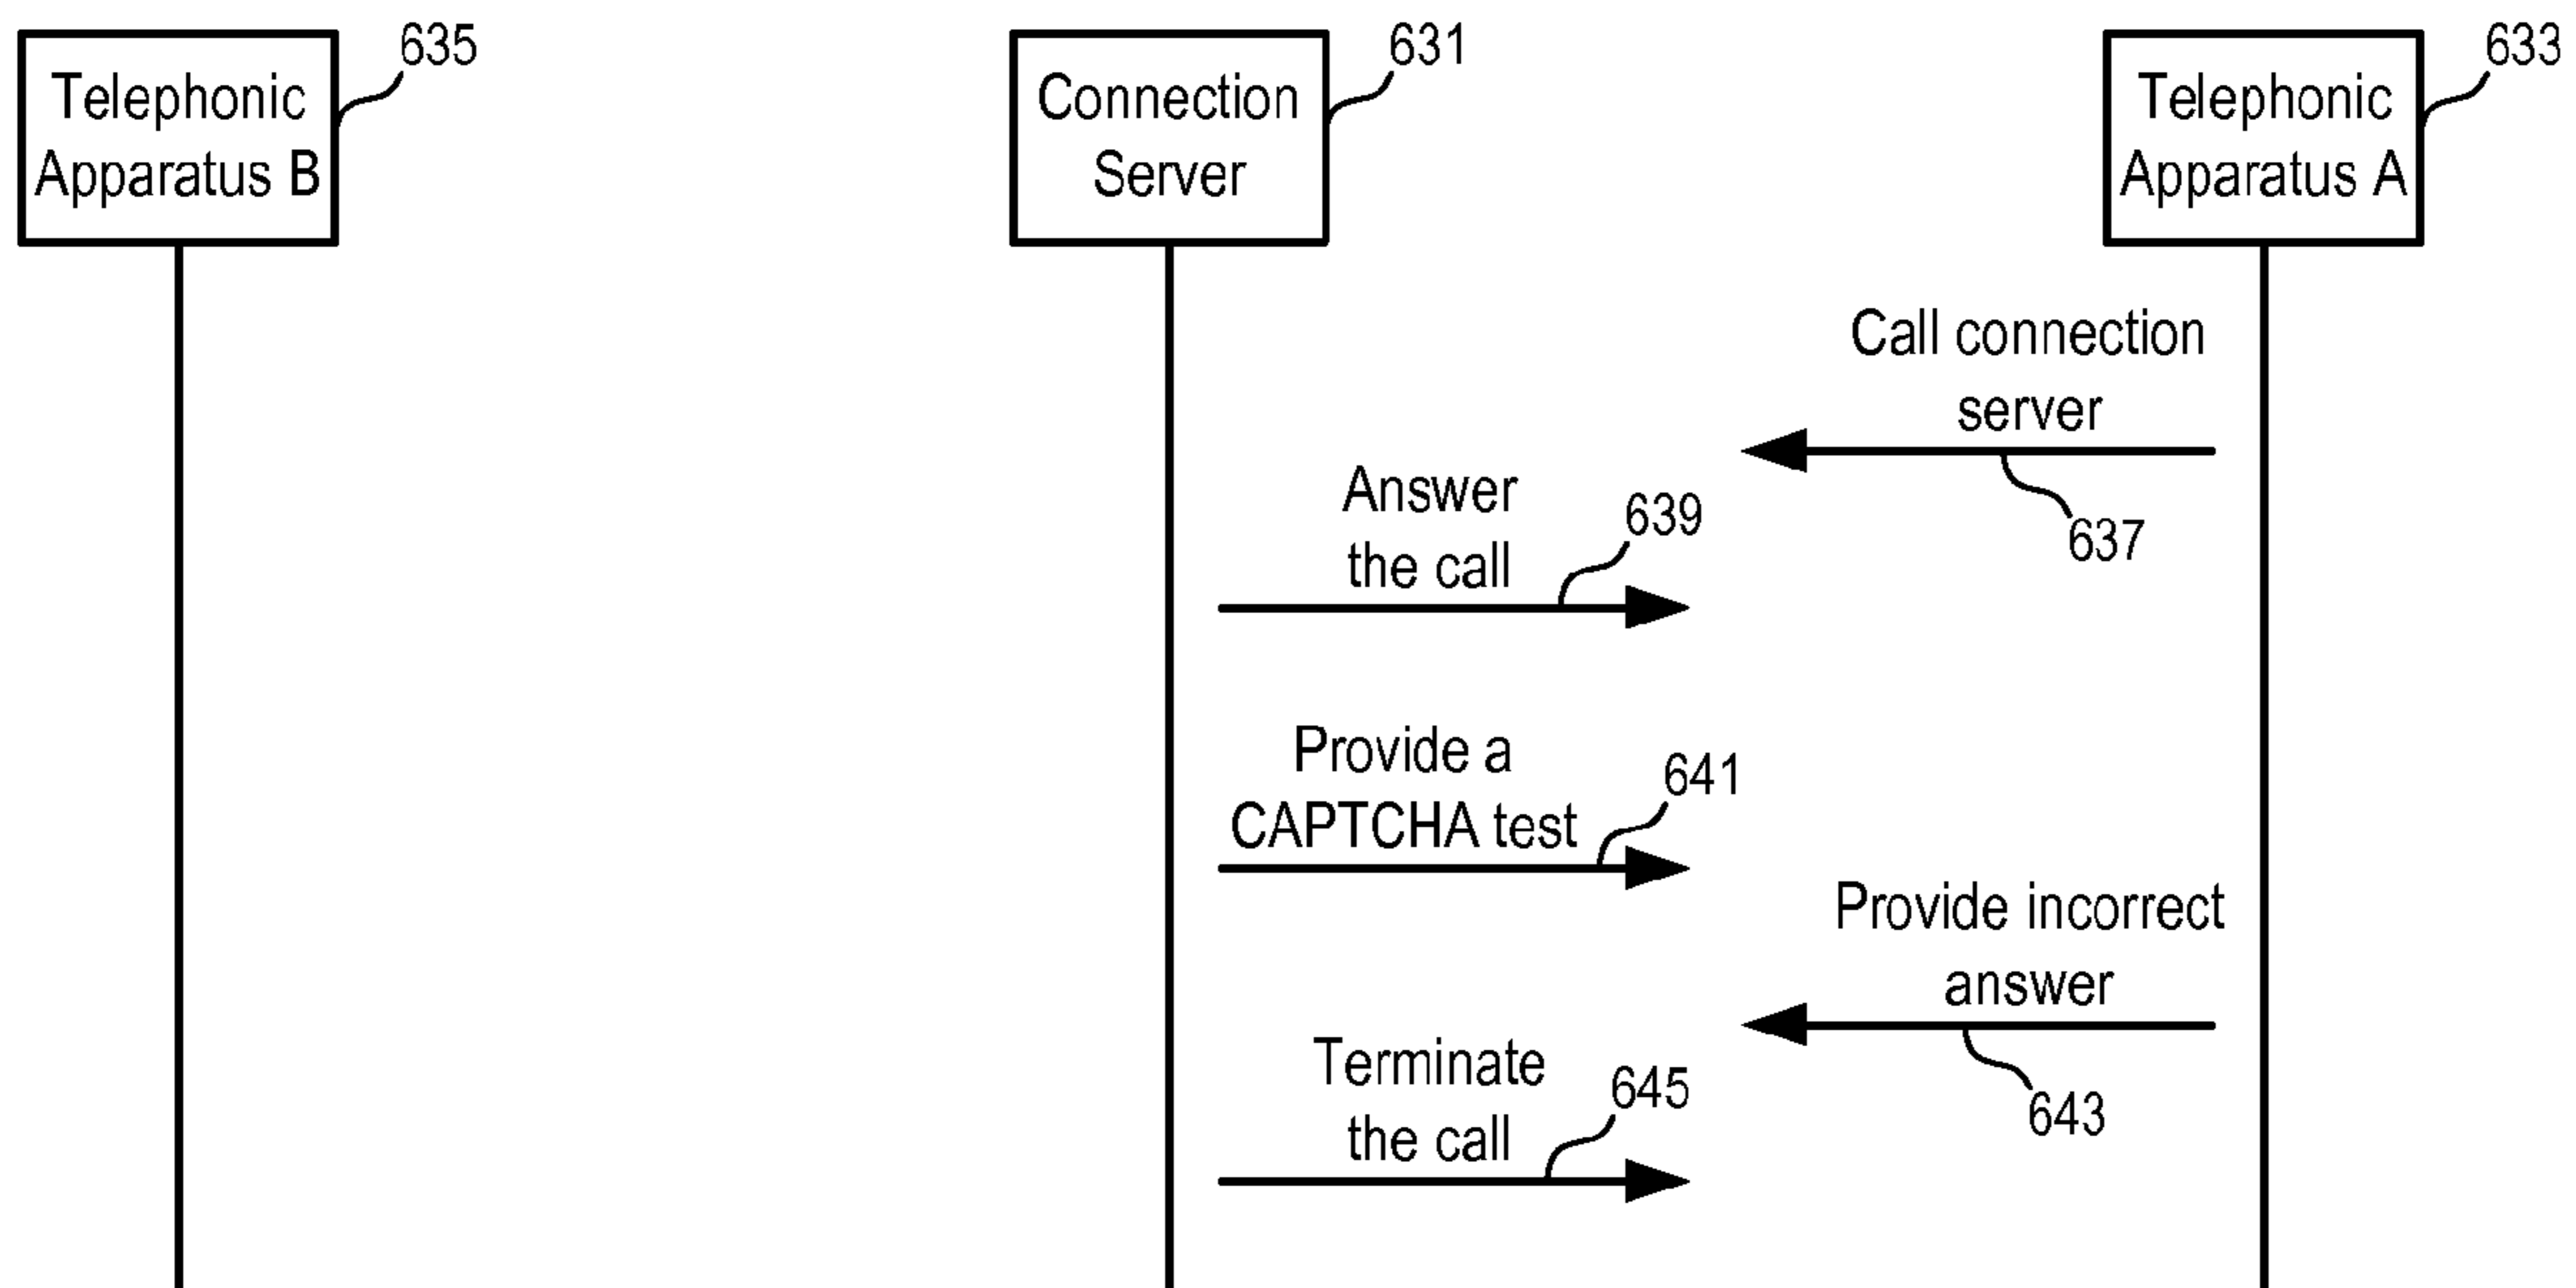 Telephonic
Apparatus B
635
Connection
Server
631
Telephonic
Apparatus A
633
Call connection
server
637
Answer
the call
639
Provide a
CAPTCHA test
641
Provide incorrect
answer
643
Terminate
the call
645